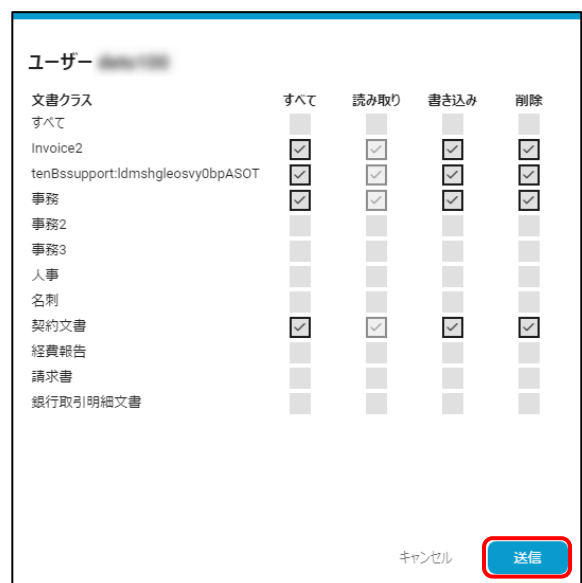 ユーザー
文書クラス すべて 読み取り 書き込み 削除
すべて
Invoice2
tenBssupport:ldmshgleosvy0bpASOT
事務
事務2
事務3
人事
名刺
契約文書
経費報告
請求書
銀行取引明細文書
キャンセル 送信